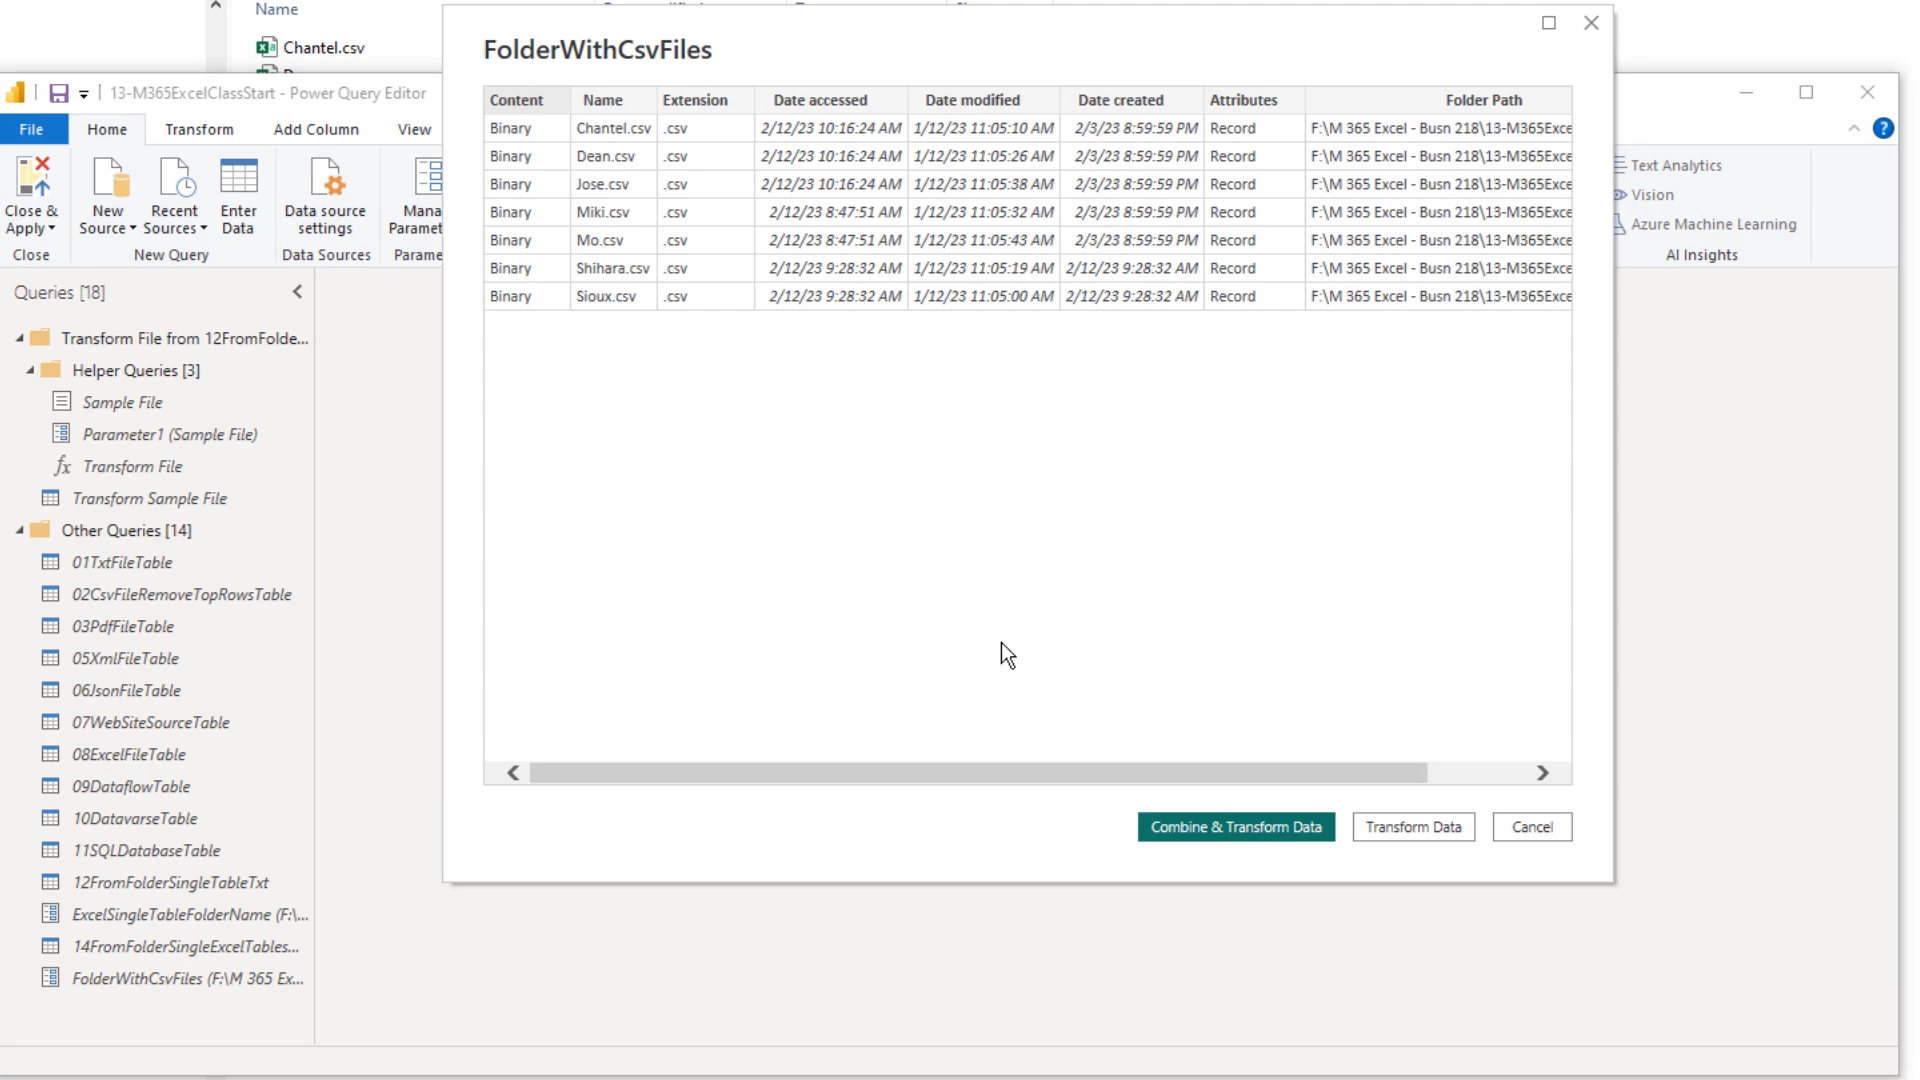 Name
Chantel.csv
13-M365ExcelClassStart - Power Query Editor
File Home Transform Add Column View
Close & Apply
New Source
Recent Sources
Enter Data
Data source settings
Mana
Paramet
Close
New Query
Data Sources
Parame
Text Analytics
Vision
Azure Machine Learning
AI Insights
Queries [18]
Transform File from 12FromFolde...
Helper Queries [3]
Sample File
Parameter1 (Sample File)
fx Transform File
Transform Sample File
Other Queries [14]
01TxtFileTable
02CsvFileRemoveTopRowsTable
03PdfFileTable
05XmlFileTable
06JsonFileTable
07WebSiteSourceTable
08ExcelFileTable
09DataflowTable
10DatavarseTable
11SQLDatabaseTable
12FromFolderSingleTableTxt
ExcelSingleTableFolderName (F:\...
14FromFolderSingleExcelTables...
FolderWithCsvFiles (F:\M 365 Ex...
FolderWithCsvFiles
Content Name Extension Date accessed Date modified Date created Attributes Folder Path
Binary Chantel.csv .csv 2/12/23 10:16:24 AM 1/12/23 11:05:10 AM 2/3/23 8:59:59 PM Record F:\M 365 Excel - Busn 218\13-M365Exce
Binary Dean.csv .csv 2/12/23 10:16:24 AM 1/12/23 11:05:26 AM 2/3/23 8:59:59 PM Record F:\M 365 Excel - Busn 218\13-M365Exce
Binary Jose.csv .csv 2/12/23 10:16:24 AM 1/12/23 11:05:38 AM 2/3/23 8:59:59 PM Record F:\M 365 Excel - Busn 218\13-M365Exce
Binary Miki.csv .csv 2/12/23 8:47:51 AM 1/12/23 11:05:32 AM 2/3/23 8:59:59 PM Record F:\M 365 Excel - Busn 218\13-M365Exce
Binary Mo.csv .csv 2/12/23 8:47:51 AM 1/12/23 11:05:43 AM 2/3/23 8:59:59 PM Record F:\M 365 Excel - Busn 218\13-M365Exce
Binary Shihara.csv .csv 2/12/23 9:28:32 AM 1/12/23 11:05:19 AM 2/12/23 9:28:32 AM Record F:\M 365 Excel - Busn 218\13-M365Exce
Binary Sioux.csv .csv 2/12/23 9:28:32 AM 1/12/23 11:05:00 AM 2/12/23 9:28:32 AM Record F:\M 365 Excel - Busn 218\13-M365Exce
Combine & Transform Data Transform Data Cancel